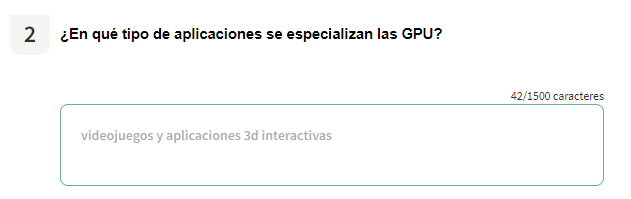 2
¿En qué tipo de aplicaciones se especializan las GPU?
42/1500 caracteres
videojuegos y aplicaciones 3d interactivas